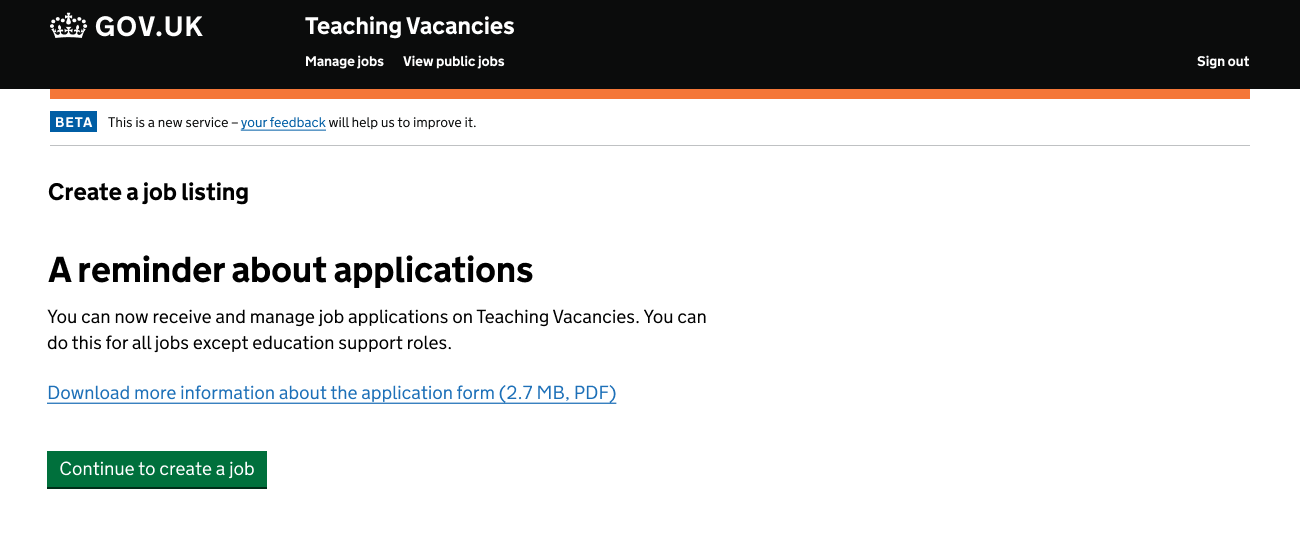 GOV.UK
Teaching Vacancies
Manage jobs
View public jobs
Sign out
BETA
This is a new service – your feedback will help us to improve it.
Create a job listing
A reminder about applications
You can now receive and manage job applications on Teaching Vacancies. You can
do this for all jobs except education support roles.
Download more information about the application form (2.7 MB, PDF)
Continue to create a job